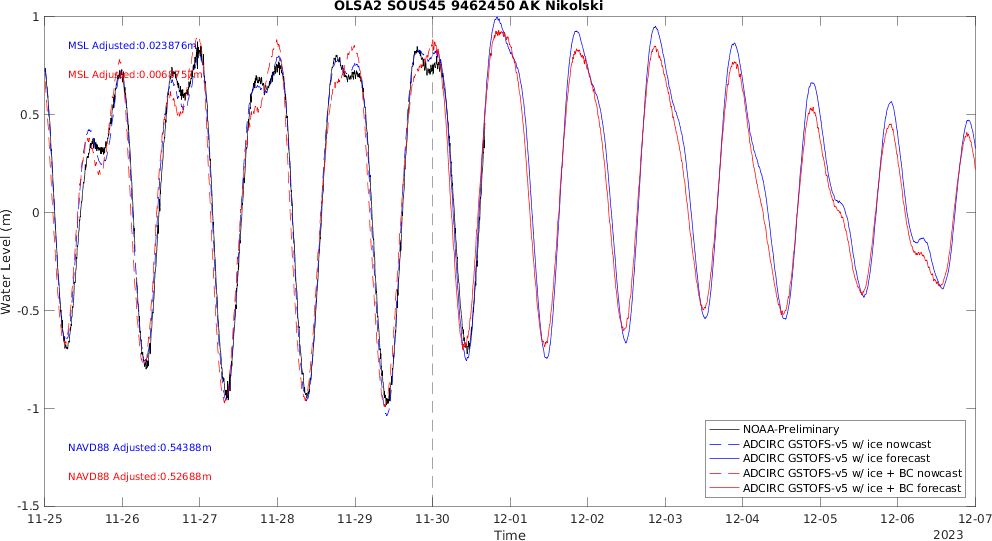 OLSA2 SOUS45 9462450 AK Nikolski
1
0.5
0
-0.5
-1
-1.5
Water Level (m)
MSL Adjusted:0.023876m
MSL Adjusted:
NAVD88 Adjusted:0.54388m
NAVD88 Adjusted:0.52688m
NOAA-Preliminary
ADCIRC GSTOFS-v5 w/ ice nowcast
ADCIRC GSTOFS-v5 w/ ice forecast
ADCIRC GSTOFS-v5 w/ ice + BC nowcast
ADCIRC GSTOFS-v5 w/ ice + BC forecast
11-25 11-26 11-27 11-28 11-29 11-30 12-01 12-02 12-03 12-04 12-05 12-06 12-07
Time
2023